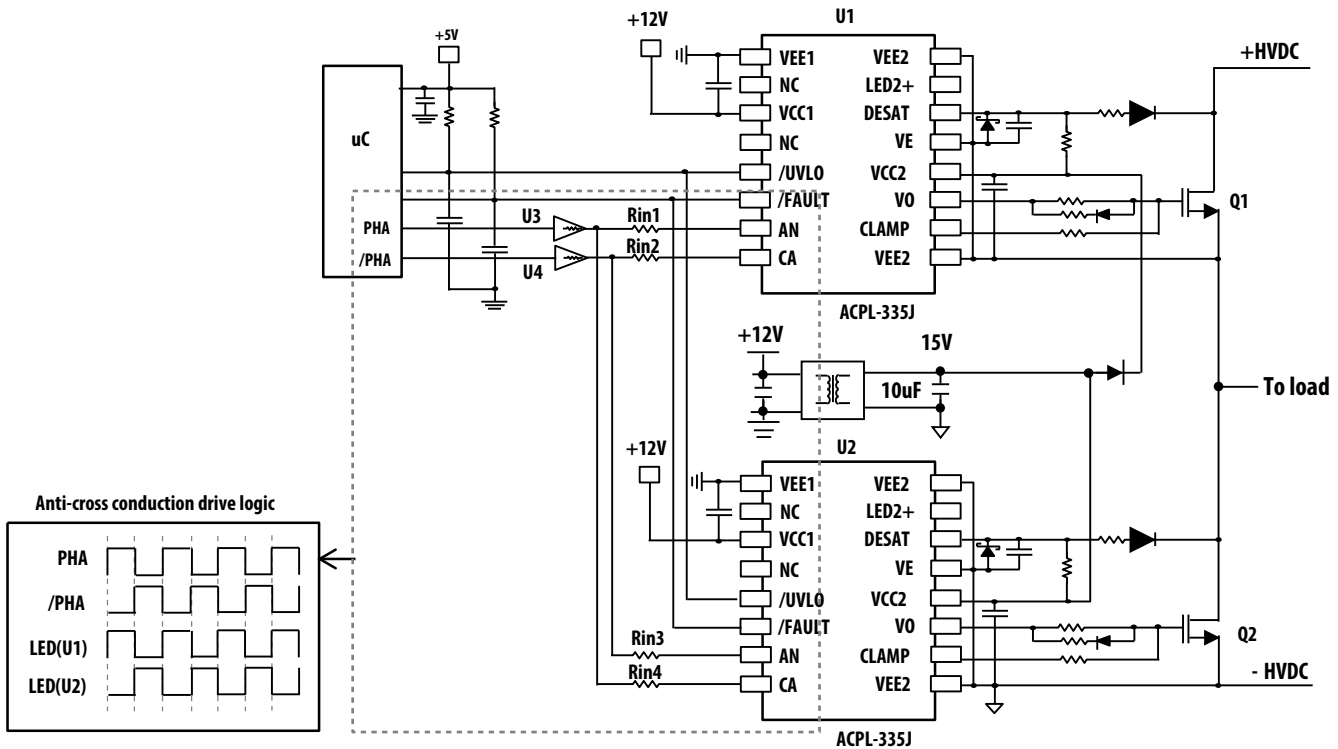 +5V
uC
PHA
/PHA
U3
U4
Rin1
Rin2
+12V
U1
VEE1
NC
VCC1
NC
/UVLO
/FAULT
AN
CA
VEE2
LED2+
DESAT
VE
VCC2
VO
CLAMP
VEE2
ACPL-335J
+HVDC
Q1
+12V
15V
10uF
To load
+12V
U2
VEE1
NC
VCC1
NC
/UVLO
/FAULT
AN
CA
VEE2
LED2+
DESAT
VE
VCC2
VO
CLAMP
VEE2
ACPL-335J
Rin3
Rin4
Q2
- HVDC
Anti-cross conduction drive logic
PHA
/PHA
LED(U1)
LED(U2)